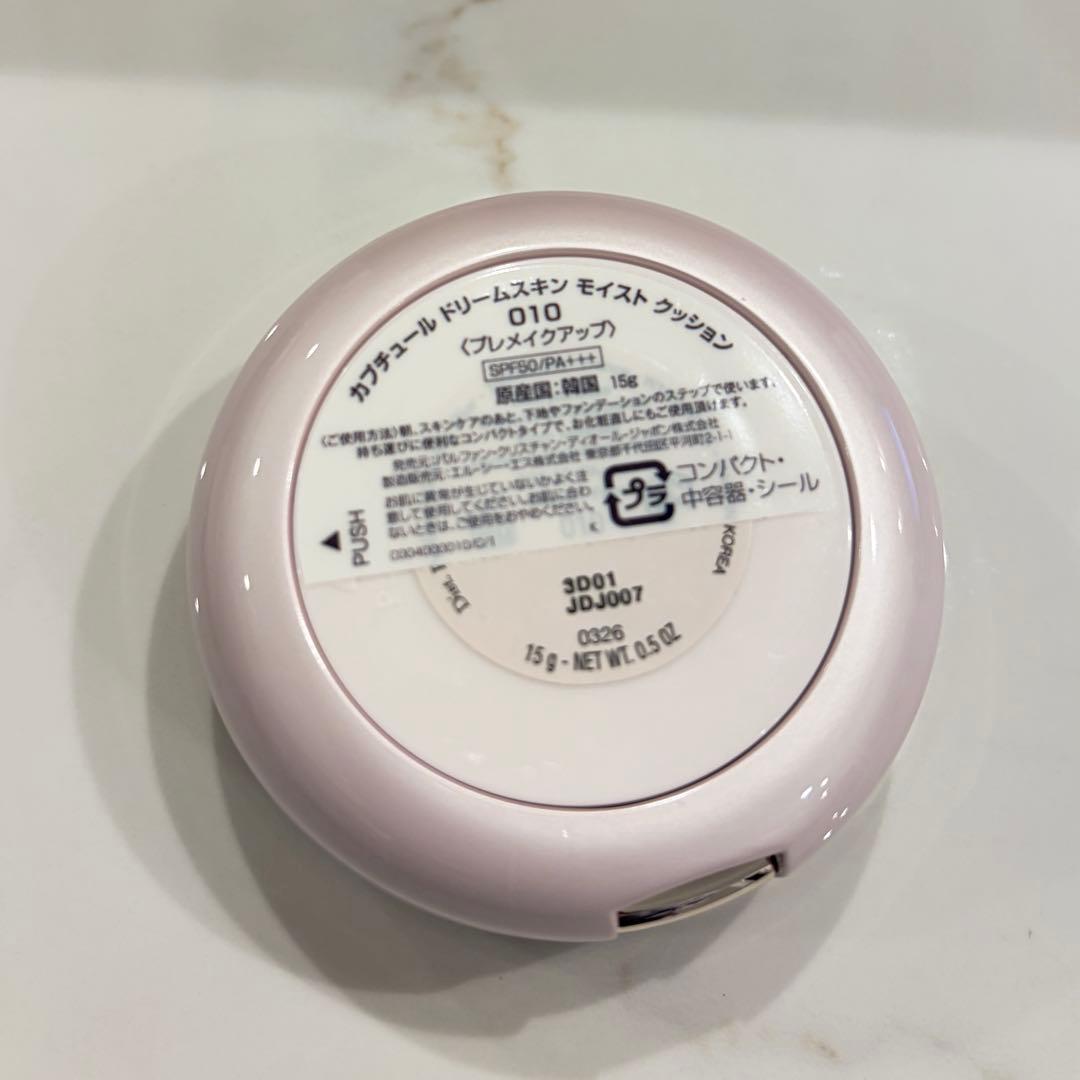 カプチュール ドリームスキン モイスト クッション
010
〈プレメイクアップ〉
SPF50/PA+++
原産国:韓国 15g
〈ご使用方法〉朝、スキンケアのあと、下地やファンデーションのステップで使います。
持ち運びに便利なコンパクトタイプで、お化粧直しにもご使用頂けます。
発売元:パルファン・クリスチャン・ディオール・ジャポン株式会社
製造販売元:エル・シー・エス株式会社 東京都千代田区平河町2-1-1
お肌に異常が生じていないかよく注
意して使用してください。お肌に合わ
ないときは、ご使用をおやめください。
プラ
コンパクト・
中容器・シール
K
▲
PUSH
KOREA
Dist.
3D01
JDJ007
0326
15 g - NET WT. 0.5 OZ